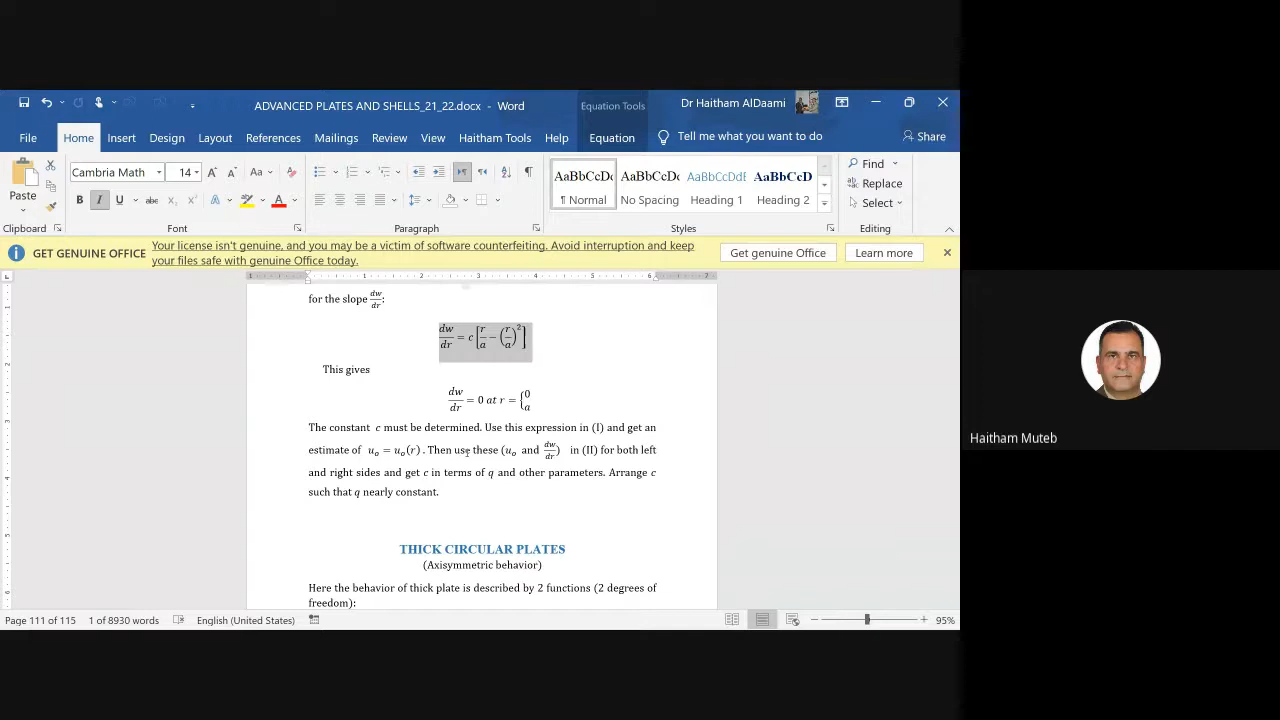 ADVANCED PLATES AND SHELLS_21_22.docx - Word
Equation Tools
Dr Haitham AlDaami
File Home Insert Design Layout References Mailings Review View Haitham Tools Help Equation Tell me what you want to do Share
Paste
Cambria Math 14
AaBbCcDc AaBbCcDc AaBbCcDdE AaBbCcD
¶ Normal No Spacing Heading 1 Heading 2
Find
Replace
Select
Clipboard Font Paragraph Styles Editing
GET GENUINE OFFICE Your license isn't genuine, and you may be a victim of software counterfeiting. Avoid interruption and keep
your files safe with genuine Office today.
Get genuine Office Learn more
for the slope dw/dr:
dw/dr = c [r/a − (r/a)²]
This gives
dw/dr = 0 at r = {0 a
The constant c must be determined. Use this expression in (I) and get an
estimate of uₒ = uₒ(r) . Then use these (uₒ and dw/dr) in (II) for both left
and right sides and get c in terms of q and other parameters. Arrange c
such that q nearly constant.
THICK CIRCULAR PLATES
(Axisymmetric behavior)
Here the behavior of thick plate is described by 2 functions (2 degrees of
freedom):
Page 111 of 115 1 of 8930 words English (United States) 95%
Haitham Muteb